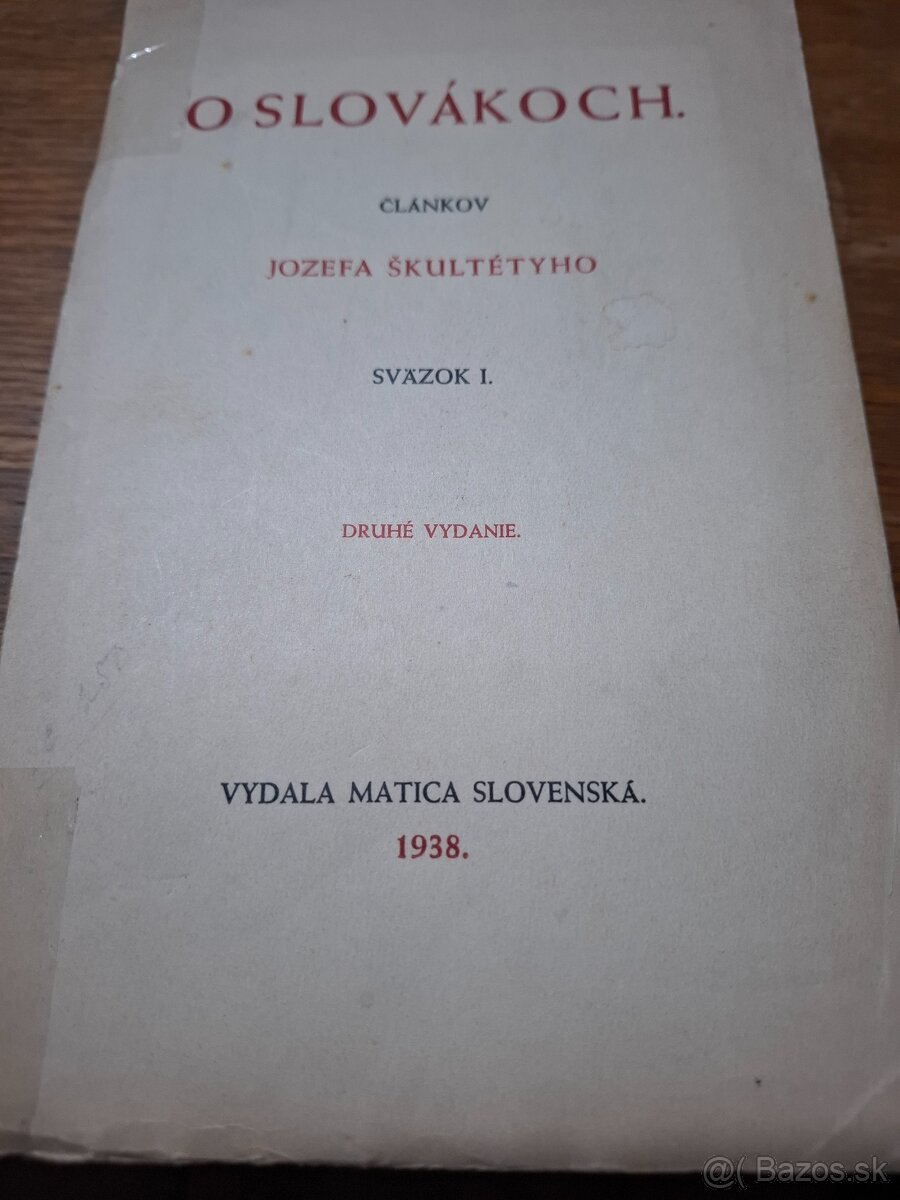 O SLOVÁKOCH.
ČLÁNKOV
JOZEFA ŠKULTÉTYHO
SVÄZOK I.
DRUHÉ VYDANIE.
VYDALA MATICA SLOVENSKÁ.
1938.
@( Bazos.sk